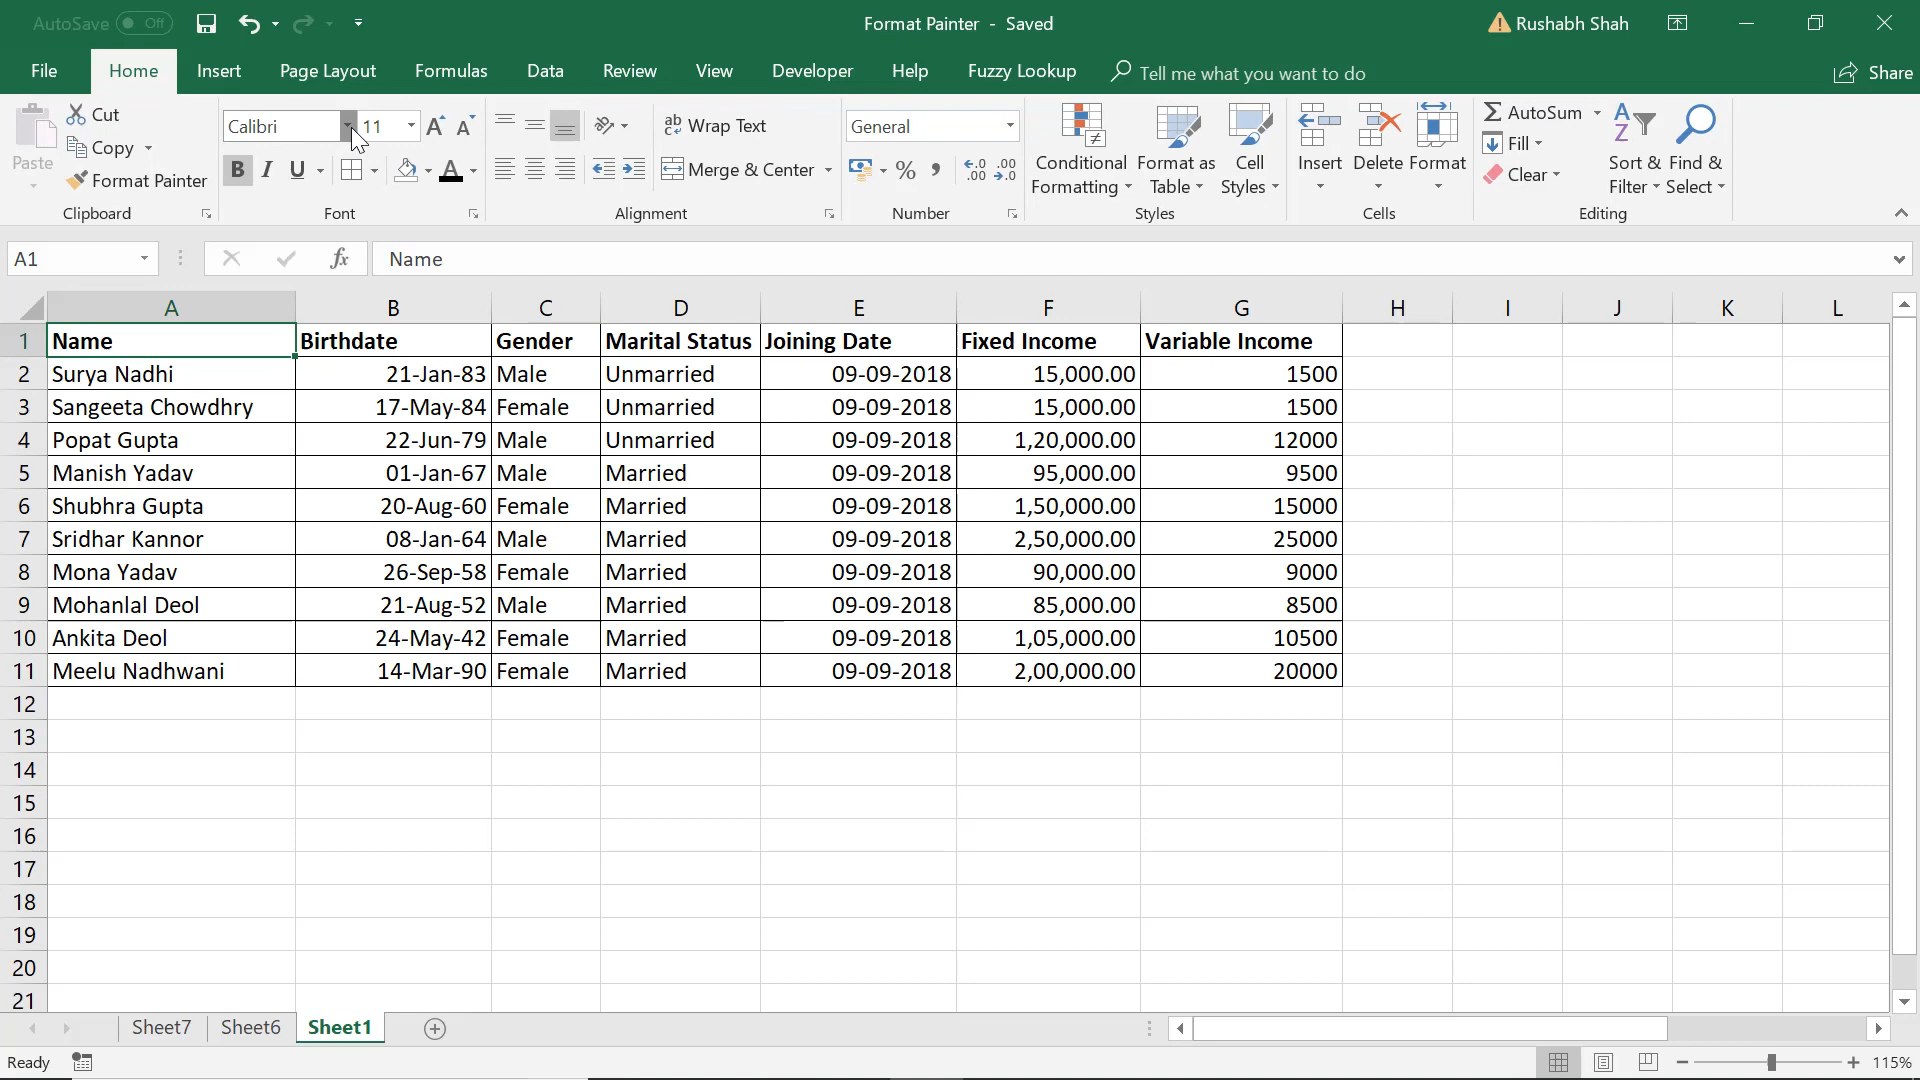 AutoSave Off
Format Painter - Saved
Rushabh Shah
File Home Insert Page Layout Formulas Data Review View Developer Help Fuzzy Lookup Tell me what you want to do Share
Paste
Cut
Copy
Format Painter
Clipboard
Calibri 11
B I U A
Font
ab Wrap Text
Merge & Center
Alignment
General
% , .00 .00
Number
Conditional Formatting
Format as Table
Cell Styles
Styles
Insert Delete Format
Cells
AutoSum
Fill
Clear
Sort & Filter
Find & Select
Editing
A1 fx Name
A B C D E F G H I J K L
1 Name Birthdate Gender Marital Status Joining Date Fixed Income Variable Income
2 Surya Nadhi 21-Jan-83 Male Unmarried 09-09-2018 15,000.00 1500
3 Sangeeta Chowdhry 17-May-84 Female Unmarried 09-09-2018 15,000.00 1500
4 Popat Gupta 22-Jun-79 Male Unmarried 09-09-2018 1,20,000.00 12000
5 Manish Yadav 01-Jan-67 Male Married 09-09-2018 95,000.00 9500
6 Shubhra Gupta 20-Aug-60 Female Married 09-09-2018 1,50,000.00 15000
7 Sridhar Kannor 08-Jan-64 Male Married 09-09-2018 2,50,000.00 25000
8 Mona Yadav 26-Sep-58 Female Married 09-09-2018 90,000.00 9000
9 Mohanlal Deol 21-Aug-52 Male Married 09-09-2018 85,000.00 8500
10 Ankita Deol 24-May-42 Female Married 09-09-2018 1,05,000.00 10500
11 Meelu Nadhwani 14-Mar-90 Female Married 09-09-2018 2,00,000.00 20000
12
13
14
15
16
17
18
19
20
21
Sheet7 Sheet6 Sheet1
Ready 115%